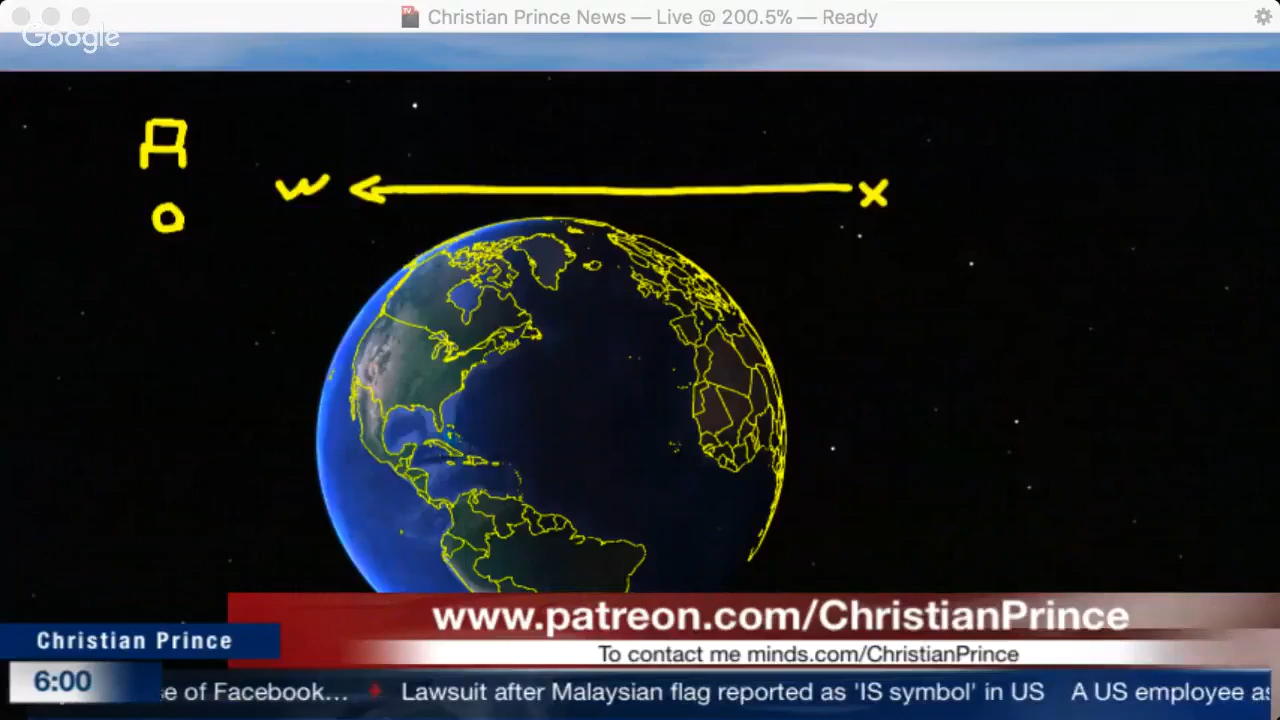 Christian Prince News — Live @ 200.5% — Ready
Google
W X
www.patreon.com/ChristianPrince
Christian Prince
To contact me minds.com/ChristianPrince
6:00
se of Facebook... Lawsuit after Malaysian flag reported as 'IS symbol' in US A US employee as